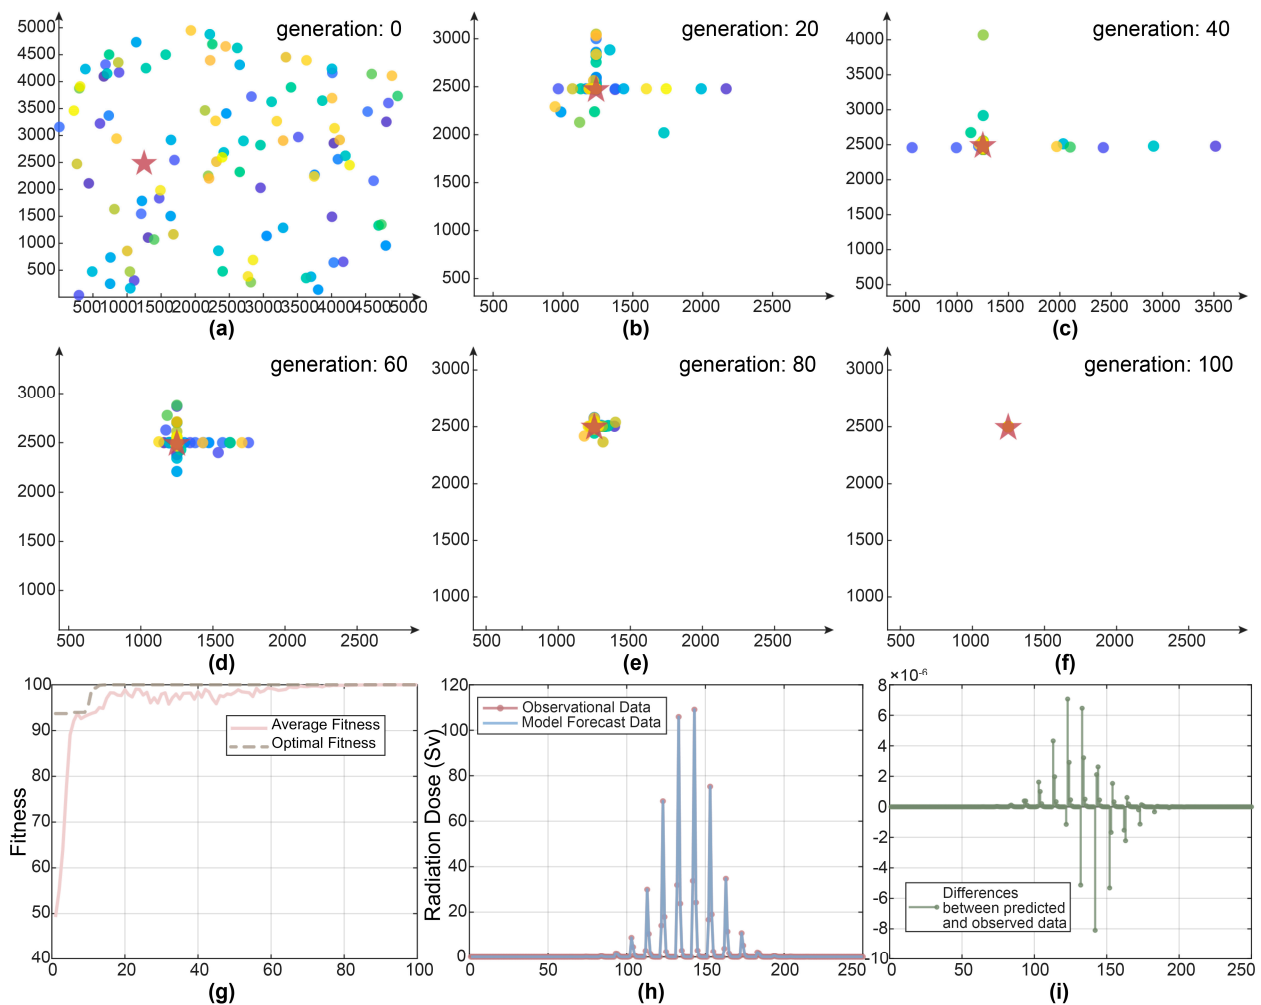 generation: 0
5000
4500
4000
3500
3000
2500
2000
1500
1000
500
500 1000 1500 2000 2500 3000 3500 4000 4500 5000
(a)
generation: 20
3000
2500
2000
1500
1000
500
500 1000 1500 2000 2500
(b)
generation: 40
4000
3500
3000
2500
2000
1500
1000
500
500 1000 1500 2000 2500 3000 3500
(c)
generation: 60
3000
2500
2000
1500
1000
500 1000 1500 2000 2500
(d)
generation: 80
3000
2500
2000
1500
1000
500 1000 1500 2000 2500
(e)
generation: 100
3000
2500
2000
1500
1000
500 1000 1500 2000 2500
(f)
100
90
80
70
60
50
40
Fitness
Average Fitness
Optimal Fitness
0 20 40 60 80 100
(g)
120
100
80
60
40
20
0
Radiation Dose (Sv)
Observational Data
Model Forecast Data
0 50 100 150 200 250
(h)
×10⁻⁶
8
6
4
2
0
-2
-4
-6
-8
-10
Differences
between predicted
and observed data
0 50 100 150 200 250
(i)